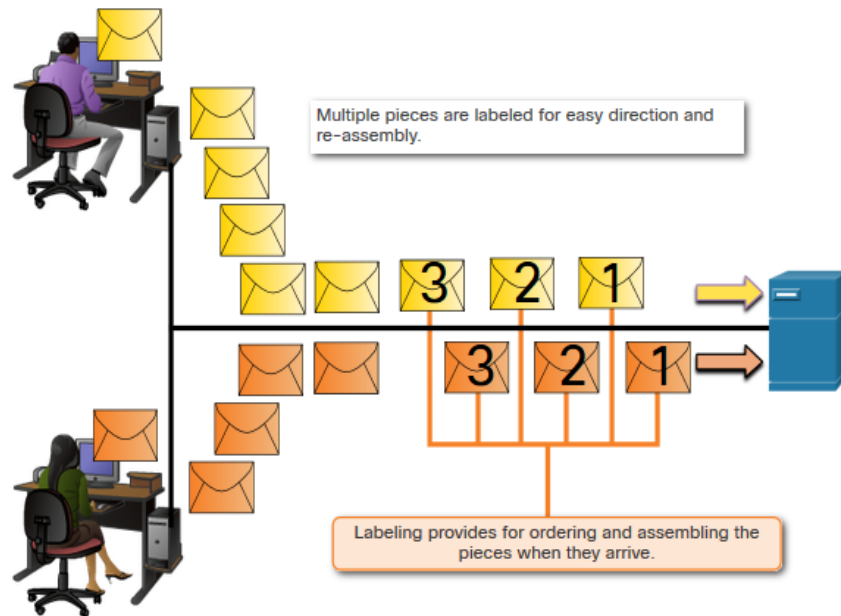 Multiple pieces are labeled for easy direction and
re-assembly.
3 2 1
3 2 1
Labeling provides for ordering and assembling the
pieces when they arrive.